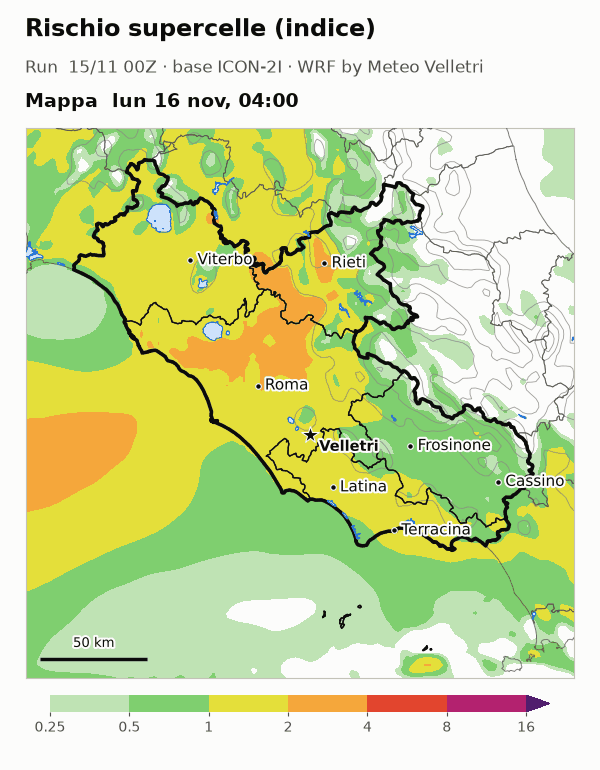 Rischio supercelle (indice)
Run 15/11 00Z · base ICON-2I · WRF by Meteo Velletri
Mappa lun 16 nov, 04:00
Viterbo
Rieti
Roma
Velletri
Frosinone
Cassino
Latina
Terracina
50 km
0.25 0.5 1 2 4 8 16